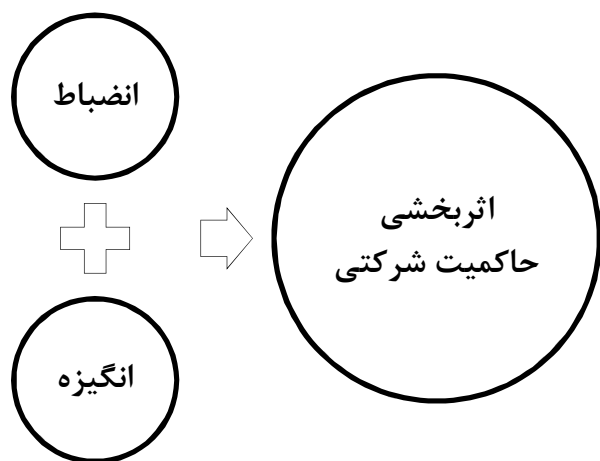 انضباط
انگیزه
اثربخشی
حاکمیت شرکتی